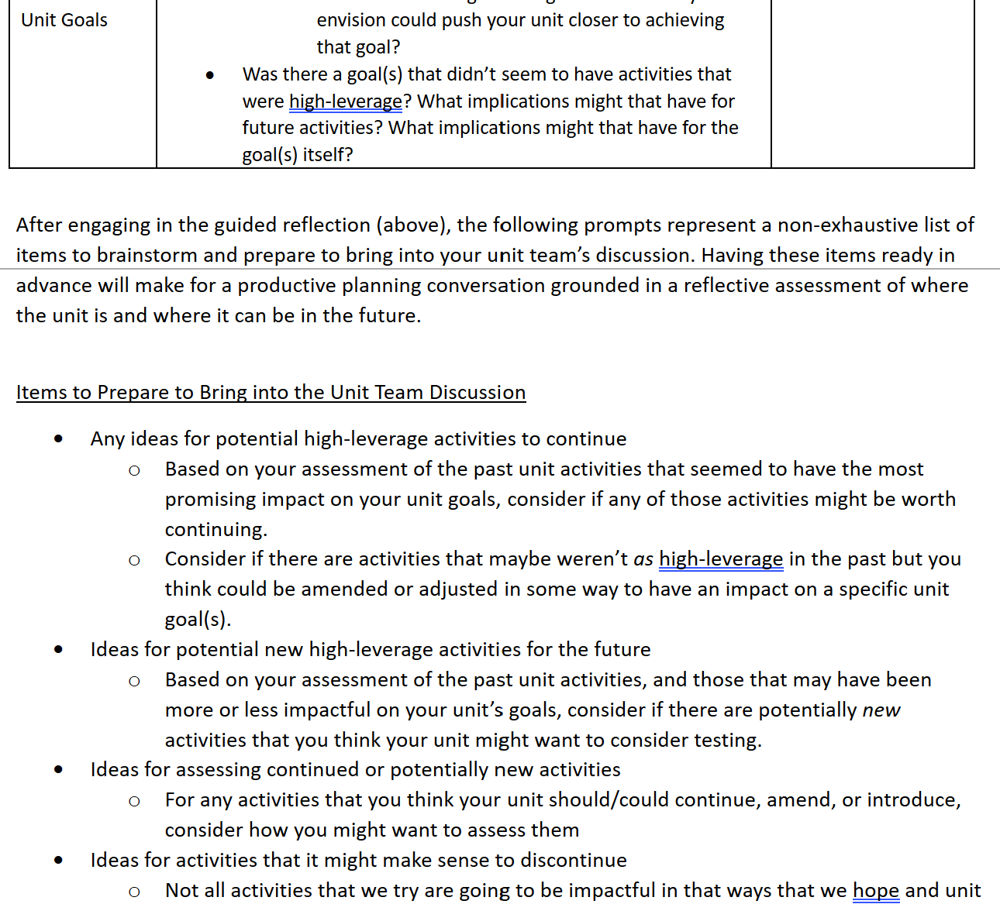 Unit Goals
envision could push your unit closer to achieving
that goal?
• Was there a goal(s) that didn’t seem to have activities that
were high-leverage? What implications might that have for
future activities? What implications might that have for the
goal(s) itself?
After engaging in the guided reflection (above), the following prompts represent a non-exhaustive list of
items to brainstorm and prepare to bring into your unit team’s discussion. Having these items ready in
advance will make for a productive planning conversation grounded in a reflective assessment of where
the unit is and where it can be in the future.
Items to Prepare to Bring into the Unit Team Discussion
• Any ideas for potential high-leverage activities to continue
o Based on your assessment of the past unit activities that seemed to have the most
promising impact on your unit goals, consider if any of those activities might be worth
continuing.
o Consider if there are activities that maybe weren’t as high-leverage in the past but you
think could be amended or adjusted in some way to have an impact on a specific unit
goal(s).
• Ideas for potential new high-leverage activities for the future
o Based on your assessment of the past unit activities, and those that may have been
more or less impactful on your unit’s goals, consider if there are potentially new
activities that you think your unit might want to consider testing.
• Ideas for assessing continued or potentially new activities
o For any activities that you think your unit should/could continue, amend, or introduce,
consider how you might want to assess them
• Ideas for activities that it might make sense to discontinue
o Not all activities that we try are going to be impactful in that ways that we hope and unit